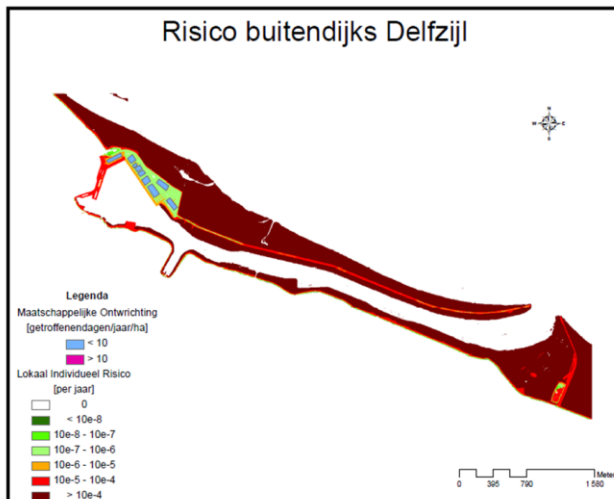 Risico buitendijks Delfzijl
N
W
E
S
Legenda
Maatschappelijke Ontwrichting
[getroffenendagen/jaar/ha]
< 10
> 10
Lokaal Individueel Risico
[per jaar]
0
< 10e-8
10e-8 - 10e-7
10e-7 - 10e-6
10e-6 - 10e-5
10e-5 - 10e-4
> 10e-4
Meter
0 395 790 1 580